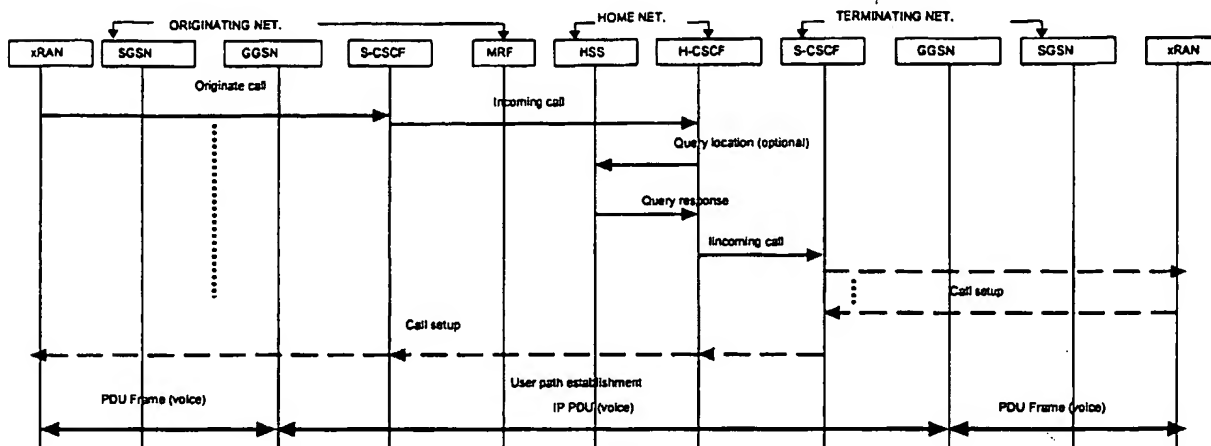 ORIGINATING NET. HOME NET. TERMINATING NET.
xRAN SGSN GGSN S-CSCF MRF HSS H-CSCF S-CSCF GGSN SGSN xRAN
Originate call
Incoming call
Query location (optional)
Query response
IIncoming call
Call setup
Call setup
User path establishment
PDU Frame (voice) IP PDU (voice) PDU Frame (voice)